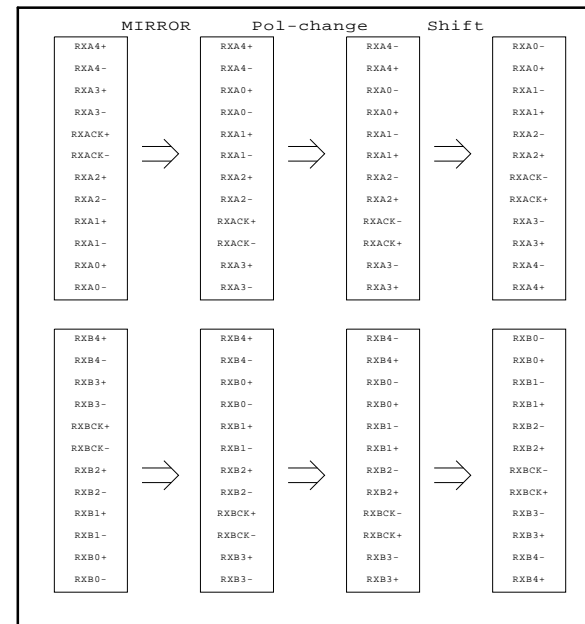 MIRROR Pol-change Shift
RXA4+ RXA4+ RXA4- RXA0-
RXA4- RXA4- RXA4+ RXA0+
RXA3+ RXA0+ RXA0- RXA1-
RXA3- RXA0- RXA0+ RXA1+
RXACK+ RXA1+ RXA1- RXA2-
RXACK- RXA1- RXA1+ RXA2+
RXA2+ RXA2+ RXA2- RXACK-
RXA2- RXA2- RXA2+ RXACK+
RXA1+ RXACK+ RXACK- RXA3-
RXA1- RXACK- RXACK+ RXA3+
RXA0+ RXA3+ RXA3- RXA4-
RXA0- RXA3- RXA3+ RXA4+
RXB4+ RXB4+ RXB4- RXB0-
RXB4- RXB4- RXB4+ RXB0+
RXB3+ RXB0+ RXB0- RXB1-
RXB3- RXB0- RXB0+ RXB1+
RXBCK+ RXB1+ RXB1- RXB2-
RXBCK- RXB1- RXB1+ RXB2+
RXB2+ RXB2+ RXB2- RXBCK-
RXB2- RXB2- RXB2+ RXBCK+
RXB1+ RXBCK+ RXBCK- RXB3-
RXB1- RXBCK- RXBCK+ RXB3+
RXB0+ RXB3+ RXB3- RXB4-
RXB0- RXB3- RXB3+ RXB4+